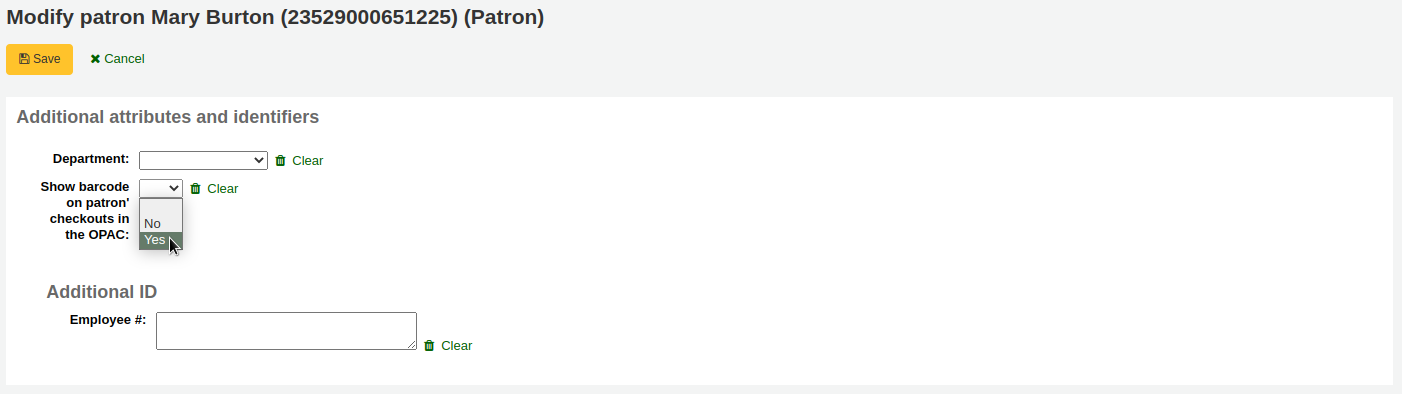 Modify patron Mary Burton (23529000651225) (Patron)
Save Cancel
Additional attributes and identifiers
Department: Clear
Show barcode Clear
on patron'
checkouts in
the OPAC:
No
Yes
Additional ID
Employee #: Clear